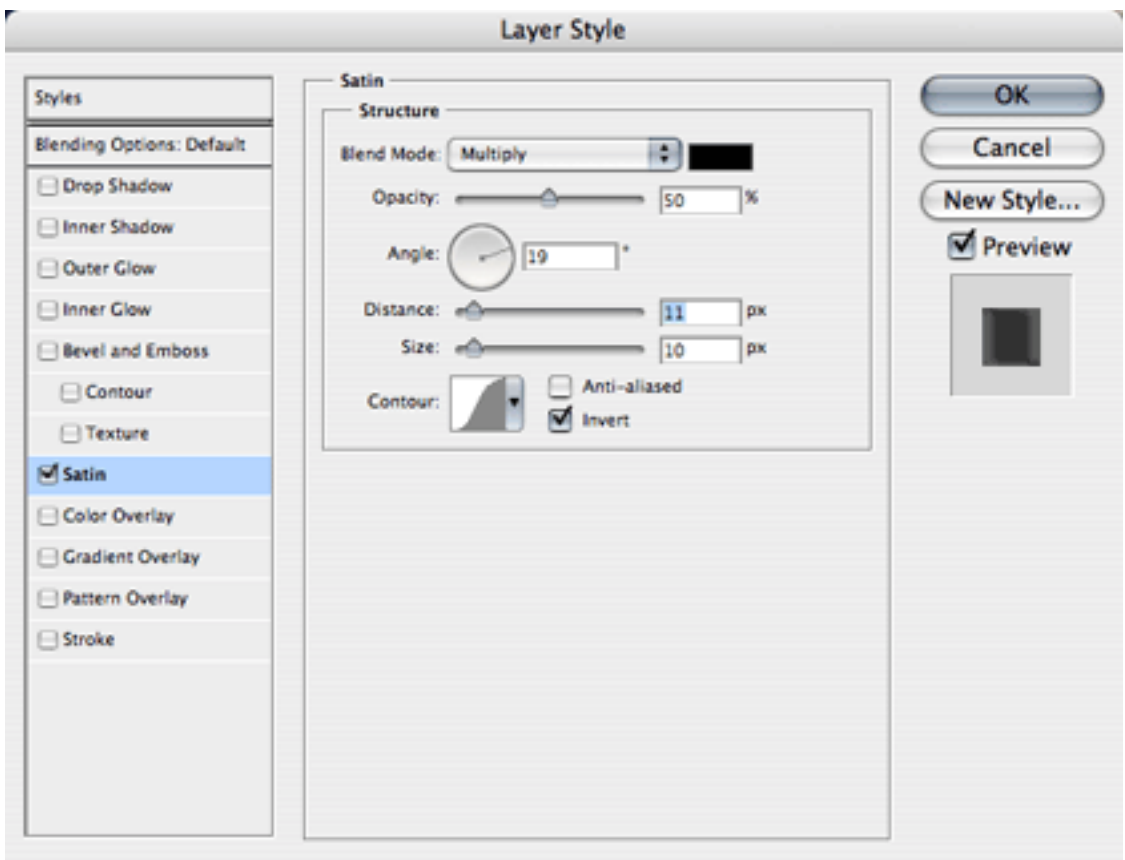 Layer Style
Styles
Blending Options: Default
Drop Shadow
Inner Shadow
Outer Glow
Inner Glow
Bevel and Emboss
Contour
Texture
Satin
Color Overlay
Gradient Overlay
Pattern Overlay
Stroke
Satin
Structure
Blend Mode: Multiply
Opacity: 50 %
Angle: 19 °
Distance: 11 px
Size: 10 px
Contour:
Anti-aliased
Invert
OK
Cancel
New Style...
Preview